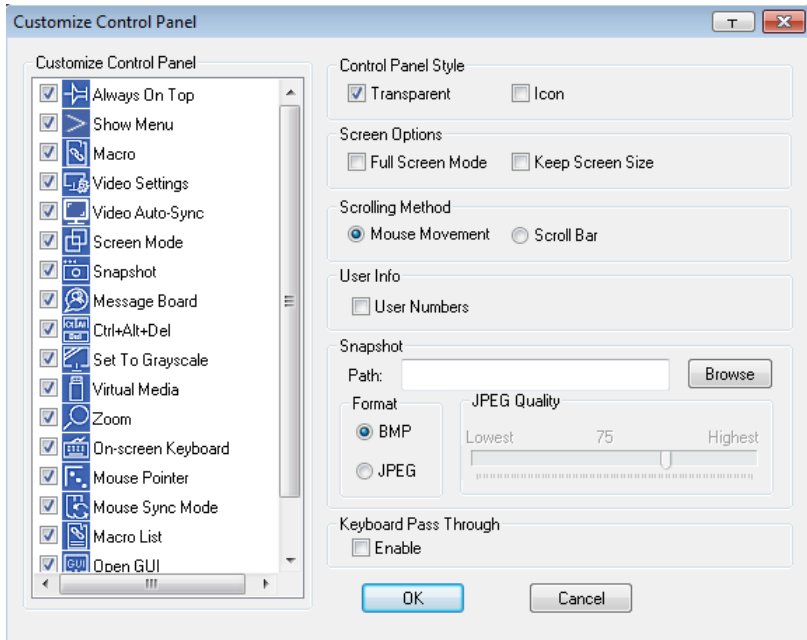 Customize Control Panel
Customize Control Panel
Always On Top
Show Menu
Macro
Video Settings
Video Auto-Sync
Screen Mode
Snapshot
Message Board
Ctrl+Alt+Del
Set To Grayscale
Virtual Media
Zoom
On-screen Keyboard
Mouse Pointer
Mouse Sync Mode
Macro List
GUI Open GUI
Control Panel Style
Transparent Icon
Screen Options
Full Screen Mode Keep Screen Size
Scrolling Method
Mouse Movement Scroll Bar
User Info
User Numbers
Snapshot
Path: Browse
Format
BMP
JPEG
JPEG Quality
Lowest 75 Highest
Keyboard Pass Through
Enable
OK Cancel